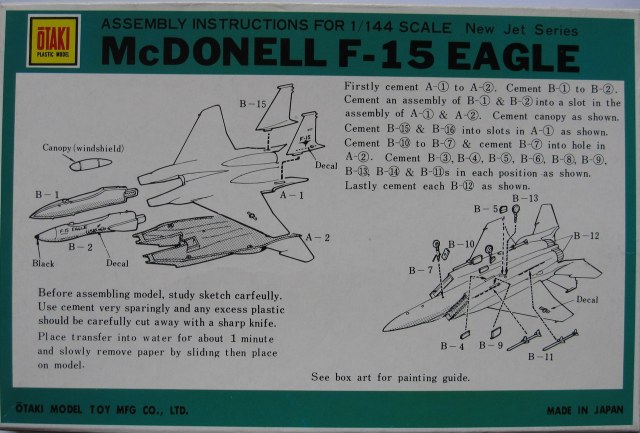 ŌTAKI
PLASTIC MODEL
ASSEMBLY INSTRUCTIONS FOR 1/144 SCALE New Jet Series
McDONELL F-15 EAGLE
Firstly cement A-① to A-②. Cement B-① to B-②.
Cement an assembly of B-① & B-② into a slot in the
assembly of A-① & A-②. Cement canopy as shown.
Cement B-⑮ & B-⑯ into slots in A-① as shown.
Cement B-⑩ to B-⑦ & cement B-⑦ into hole in
A-②. Cement B-③, B-④, B-⑤, B-⑥, B-⑧, B-⑨,
B-⑬, B-⑭ & B-⑪s in each position as shown.
Lastly cement each B-⑫ as shown.
B-15
F-15
Decal
Canopy (windshield)
A-1
B-1
A-2
F-15 EAGLE
B-2
Black
Decal
B-13
B-5
B-12
B-10
B-7
Decal
B-4
B-9
B-11
Before assembling model, study sketch carfeully.
Use cement very sparingly and any excess plastic
should be carefully cut away with a sharp knife.
Place transfer into water for about 1 minute
and slowly remove paper by sliding then place
on model.
See box art for painting guide.
ŌTAKI MODEL TOY MFG CO., LTD.
MADE IN JAPAN